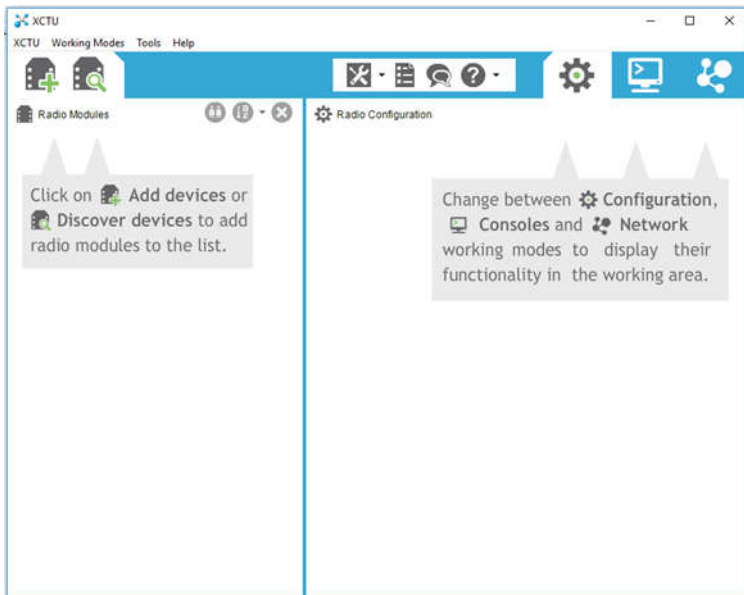 XCTU
XCTU Working Modes Tools Help
Radio Modules
Radio Configuration
Click on Add devices or
Discover devices to add
radio modules to the list.
Change between Configuration,
Consoles and Network
working modes to display their
functionality in the working area.